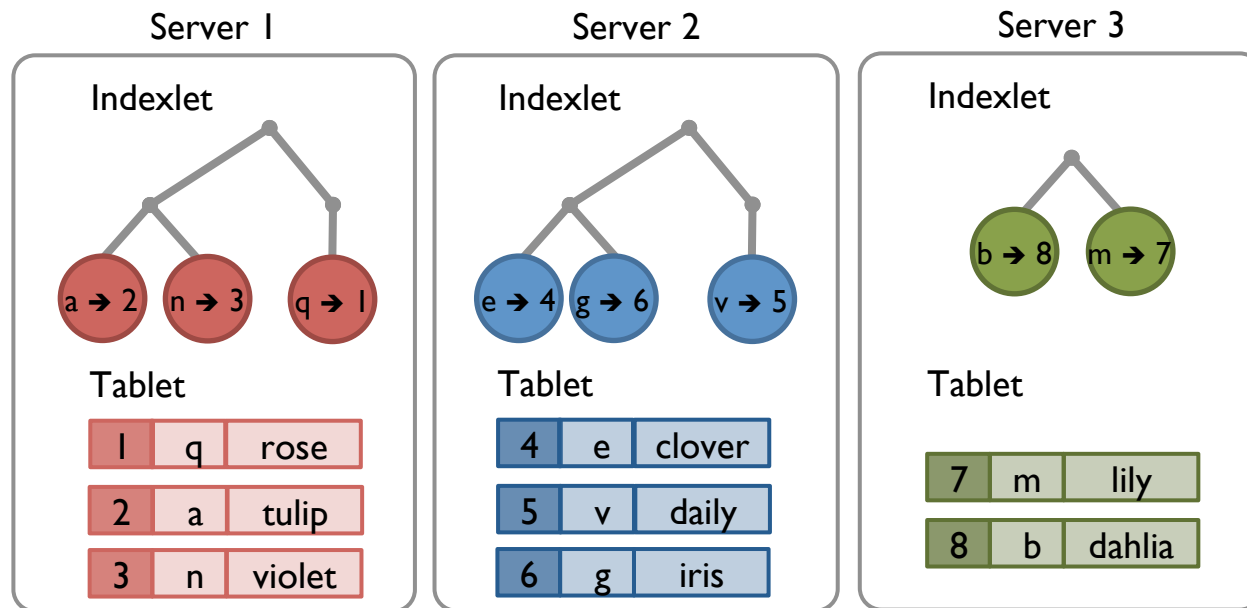 Server 1
Indexlet
a → 2
n → 3
q → 1
Tablet
1 q rose
2 a tulip
3 n violet
Server 2
Indexlet
e → 4
g → 6
v → 5
Tablet
4 e clover
5 v daily
6 g iris
Server 3
Indexlet
b → 8
m → 7
Tablet
7 m lily
8 b dahlia